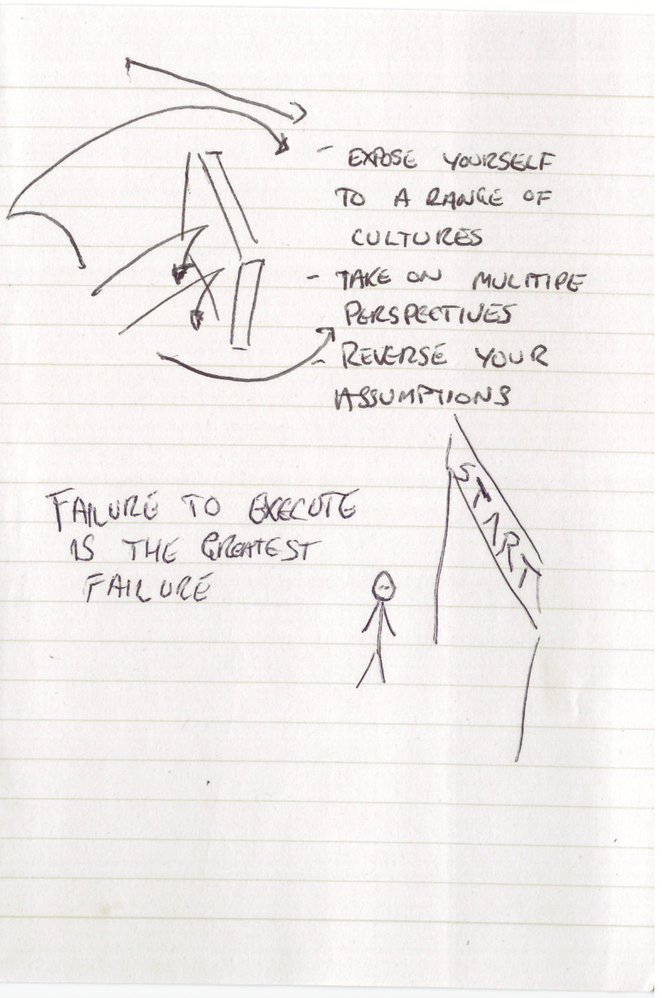 - EXPOSE YOURSELF
TO A RANGE OF
CULTURES
- TAKE ON MULITIPE
PERSPECTIVES
- REVERSE YOUR
ASSUMPTIONS
START
FAILURE TO EXECUTE
IS THE GREATEST
FAILURE